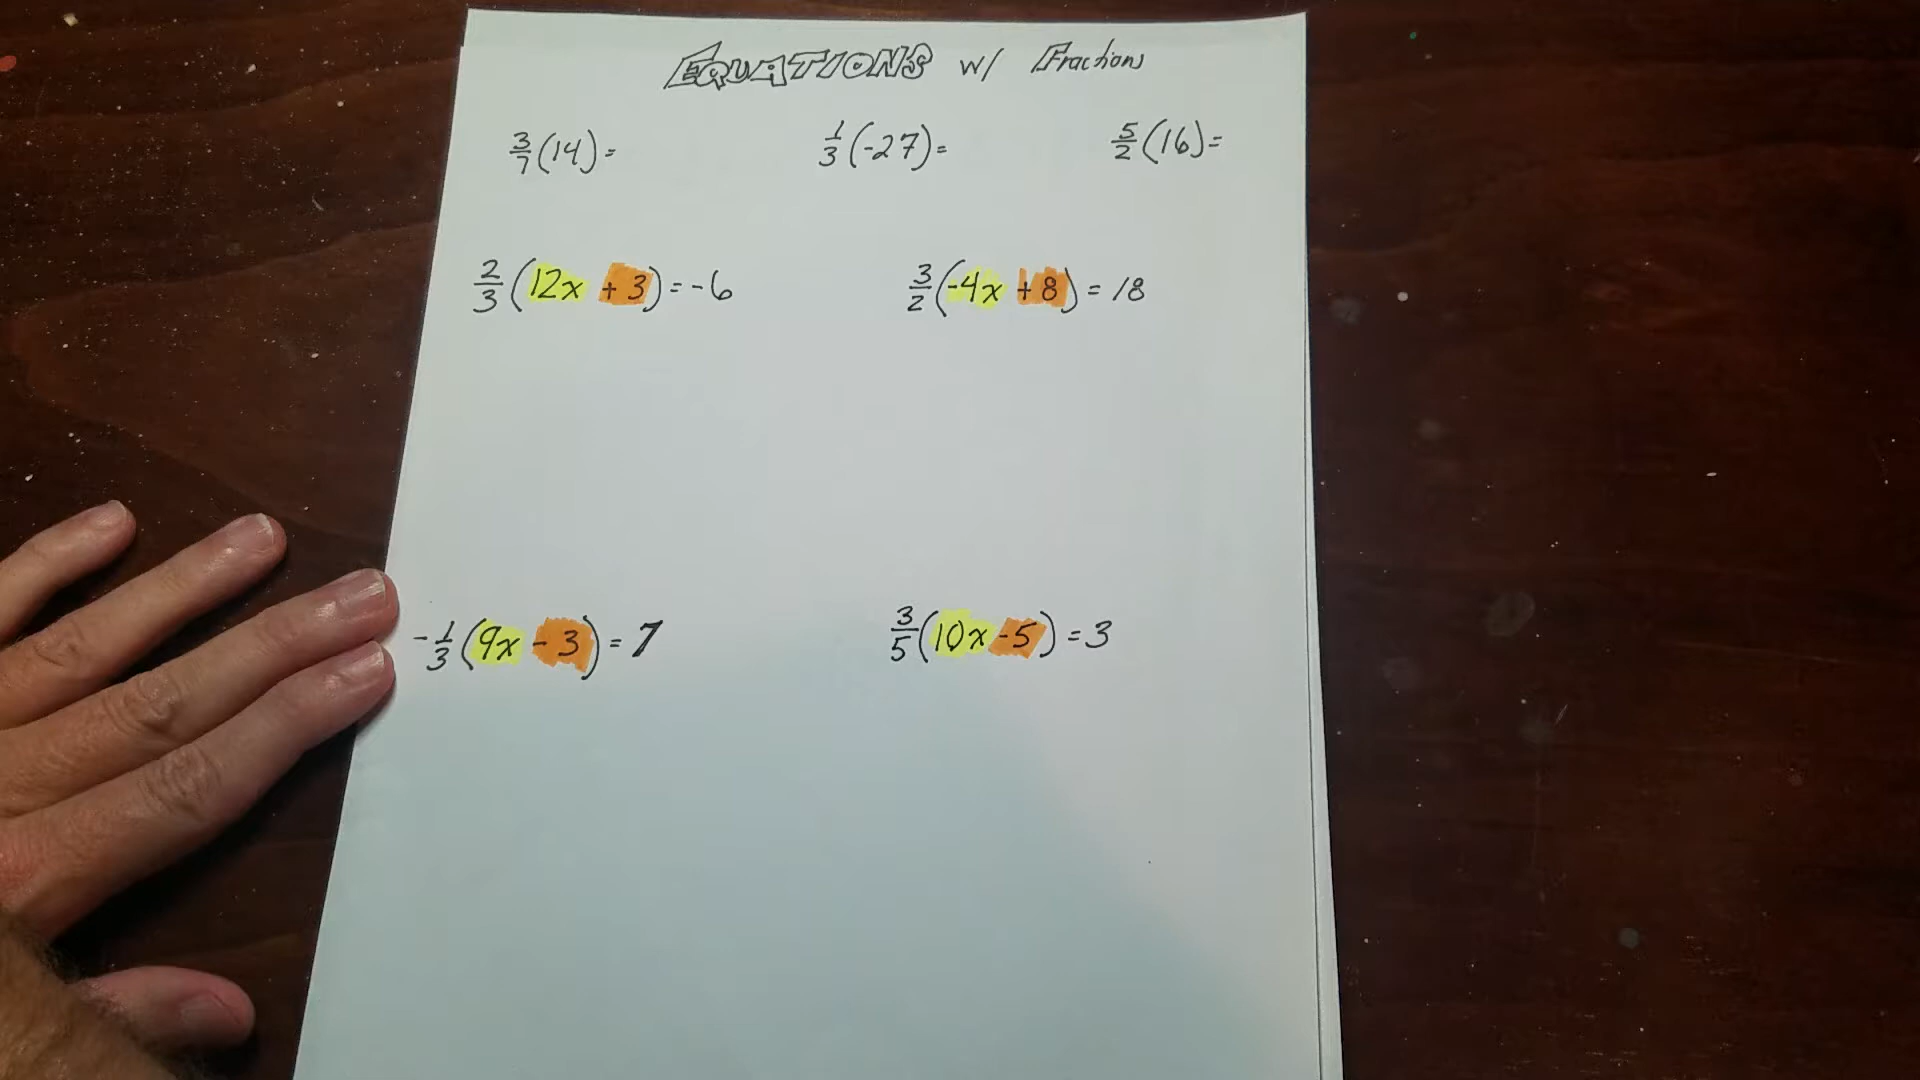 EQUATIONS w/ Fractions
3/7(14)= 1/3(-27)= 5/2(16)=
2/3(12x + 3)=-6 3/2(-4x + 8)= 18
-1/3(9x - 3)= 7 3/5(10x-5)=3